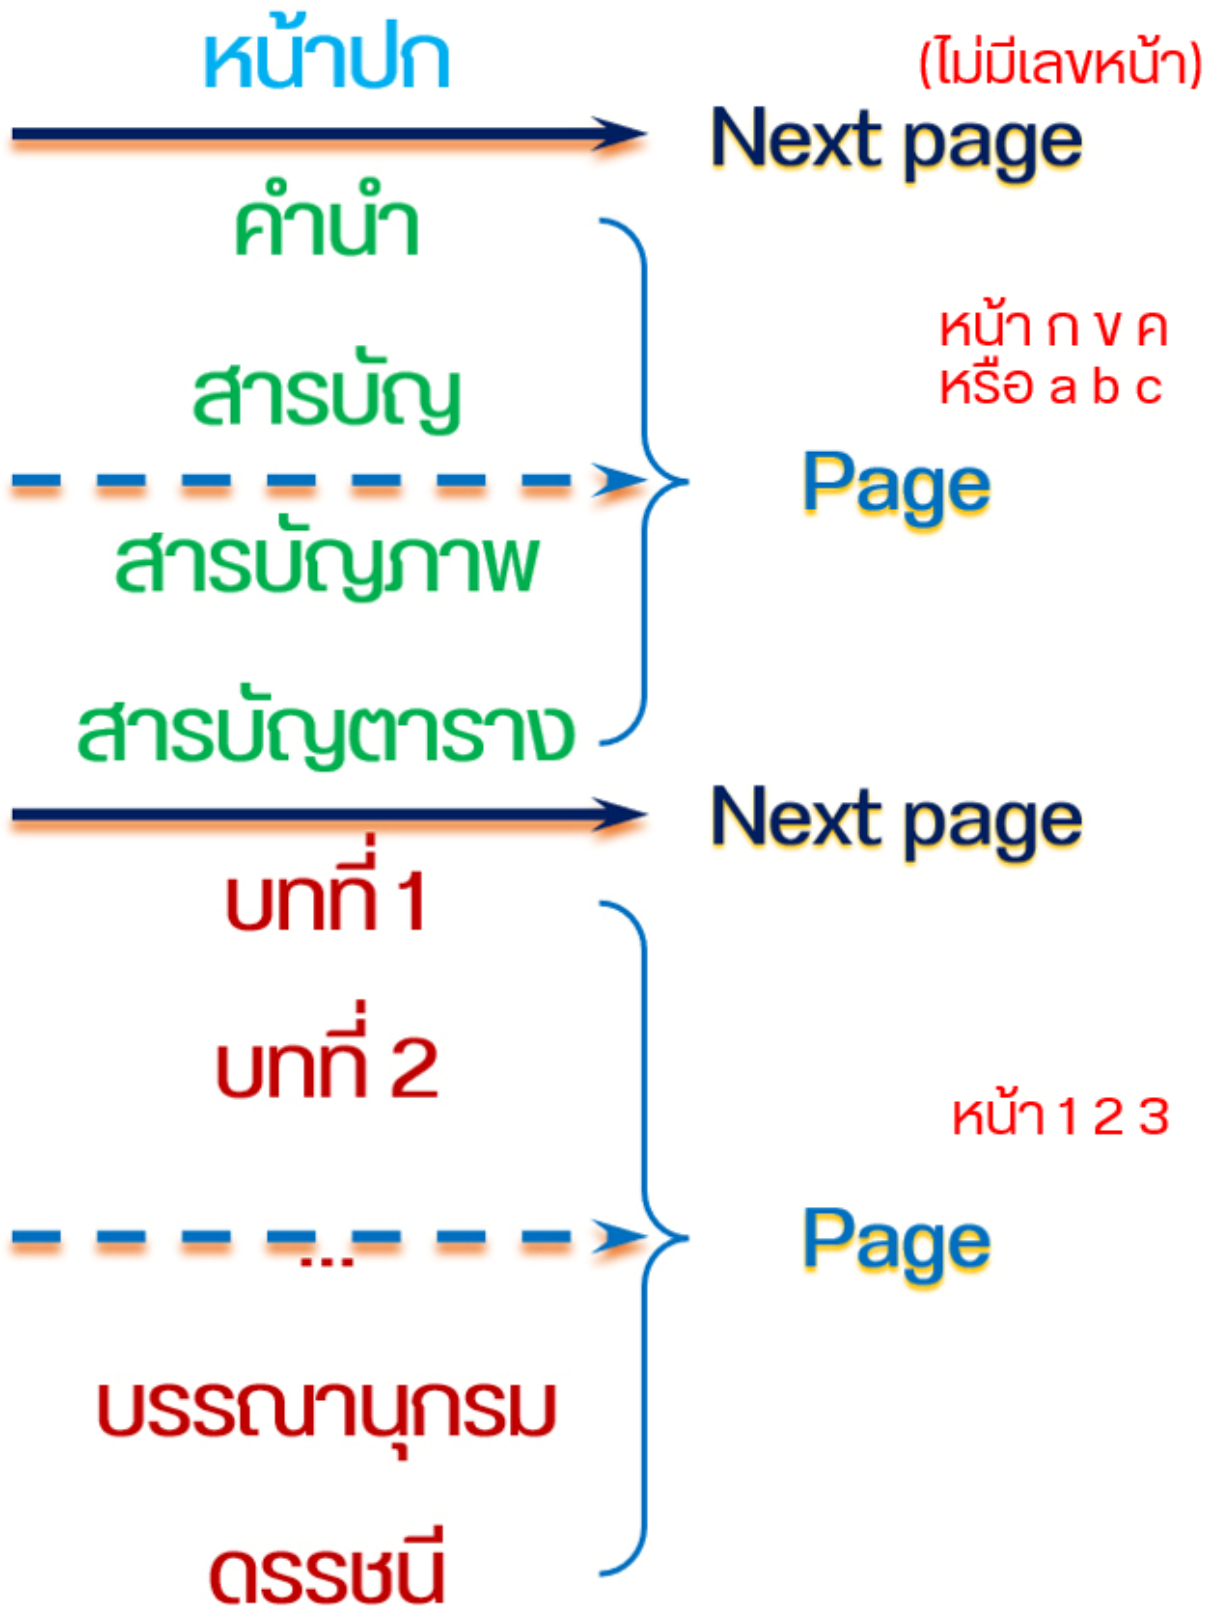 หน้าปก
(ไม่มีเลขหน้า)
Next page
คำนำ
หน้า ก ข ค
หรือ a b c
สารบัญ
Page
สารบัญภาพ
สารบัญตาราง
Next page
บทที่ 1
บทที่ 2
หน้า 1 2 3
Page
...
บรรณานุกรม
ดรรชนี